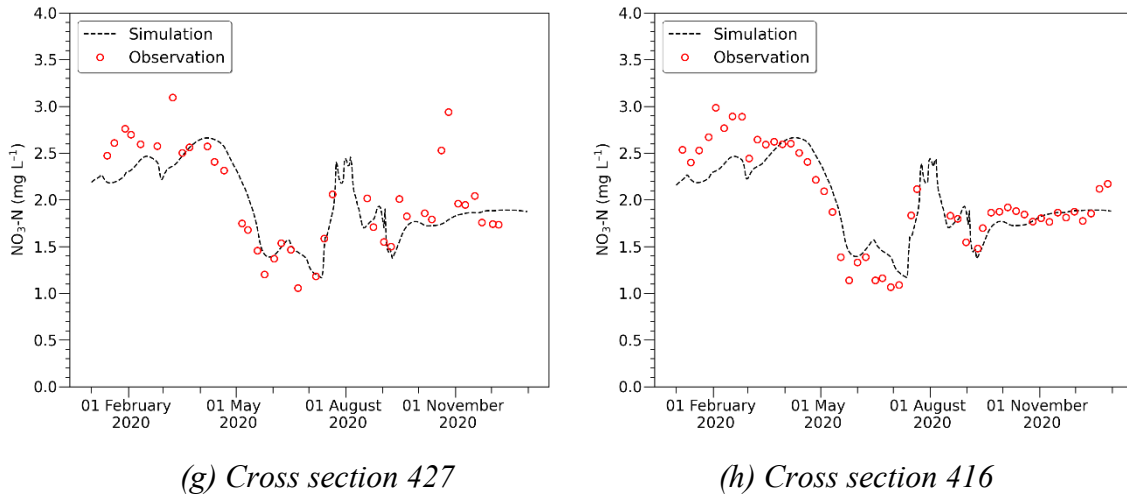 4.0
3.5
3.0
2.5
2.0
1.5
1.0
0.5
0.0
NO₃-N (mg L⁻¹)
Simulation
Observation
01 February
2020
01 May
2020
01 August
2020
01 November
2020
(g) Cross section 427
4.0
3.5
3.0
2.5
2.0
1.5
1.0
0.5
0.0
NO₃-N (mg L⁻¹)
Simulation
Observation
01 February
2020
01 May
2020
01 August
2020
01 November
2020
(h) Cross section 416